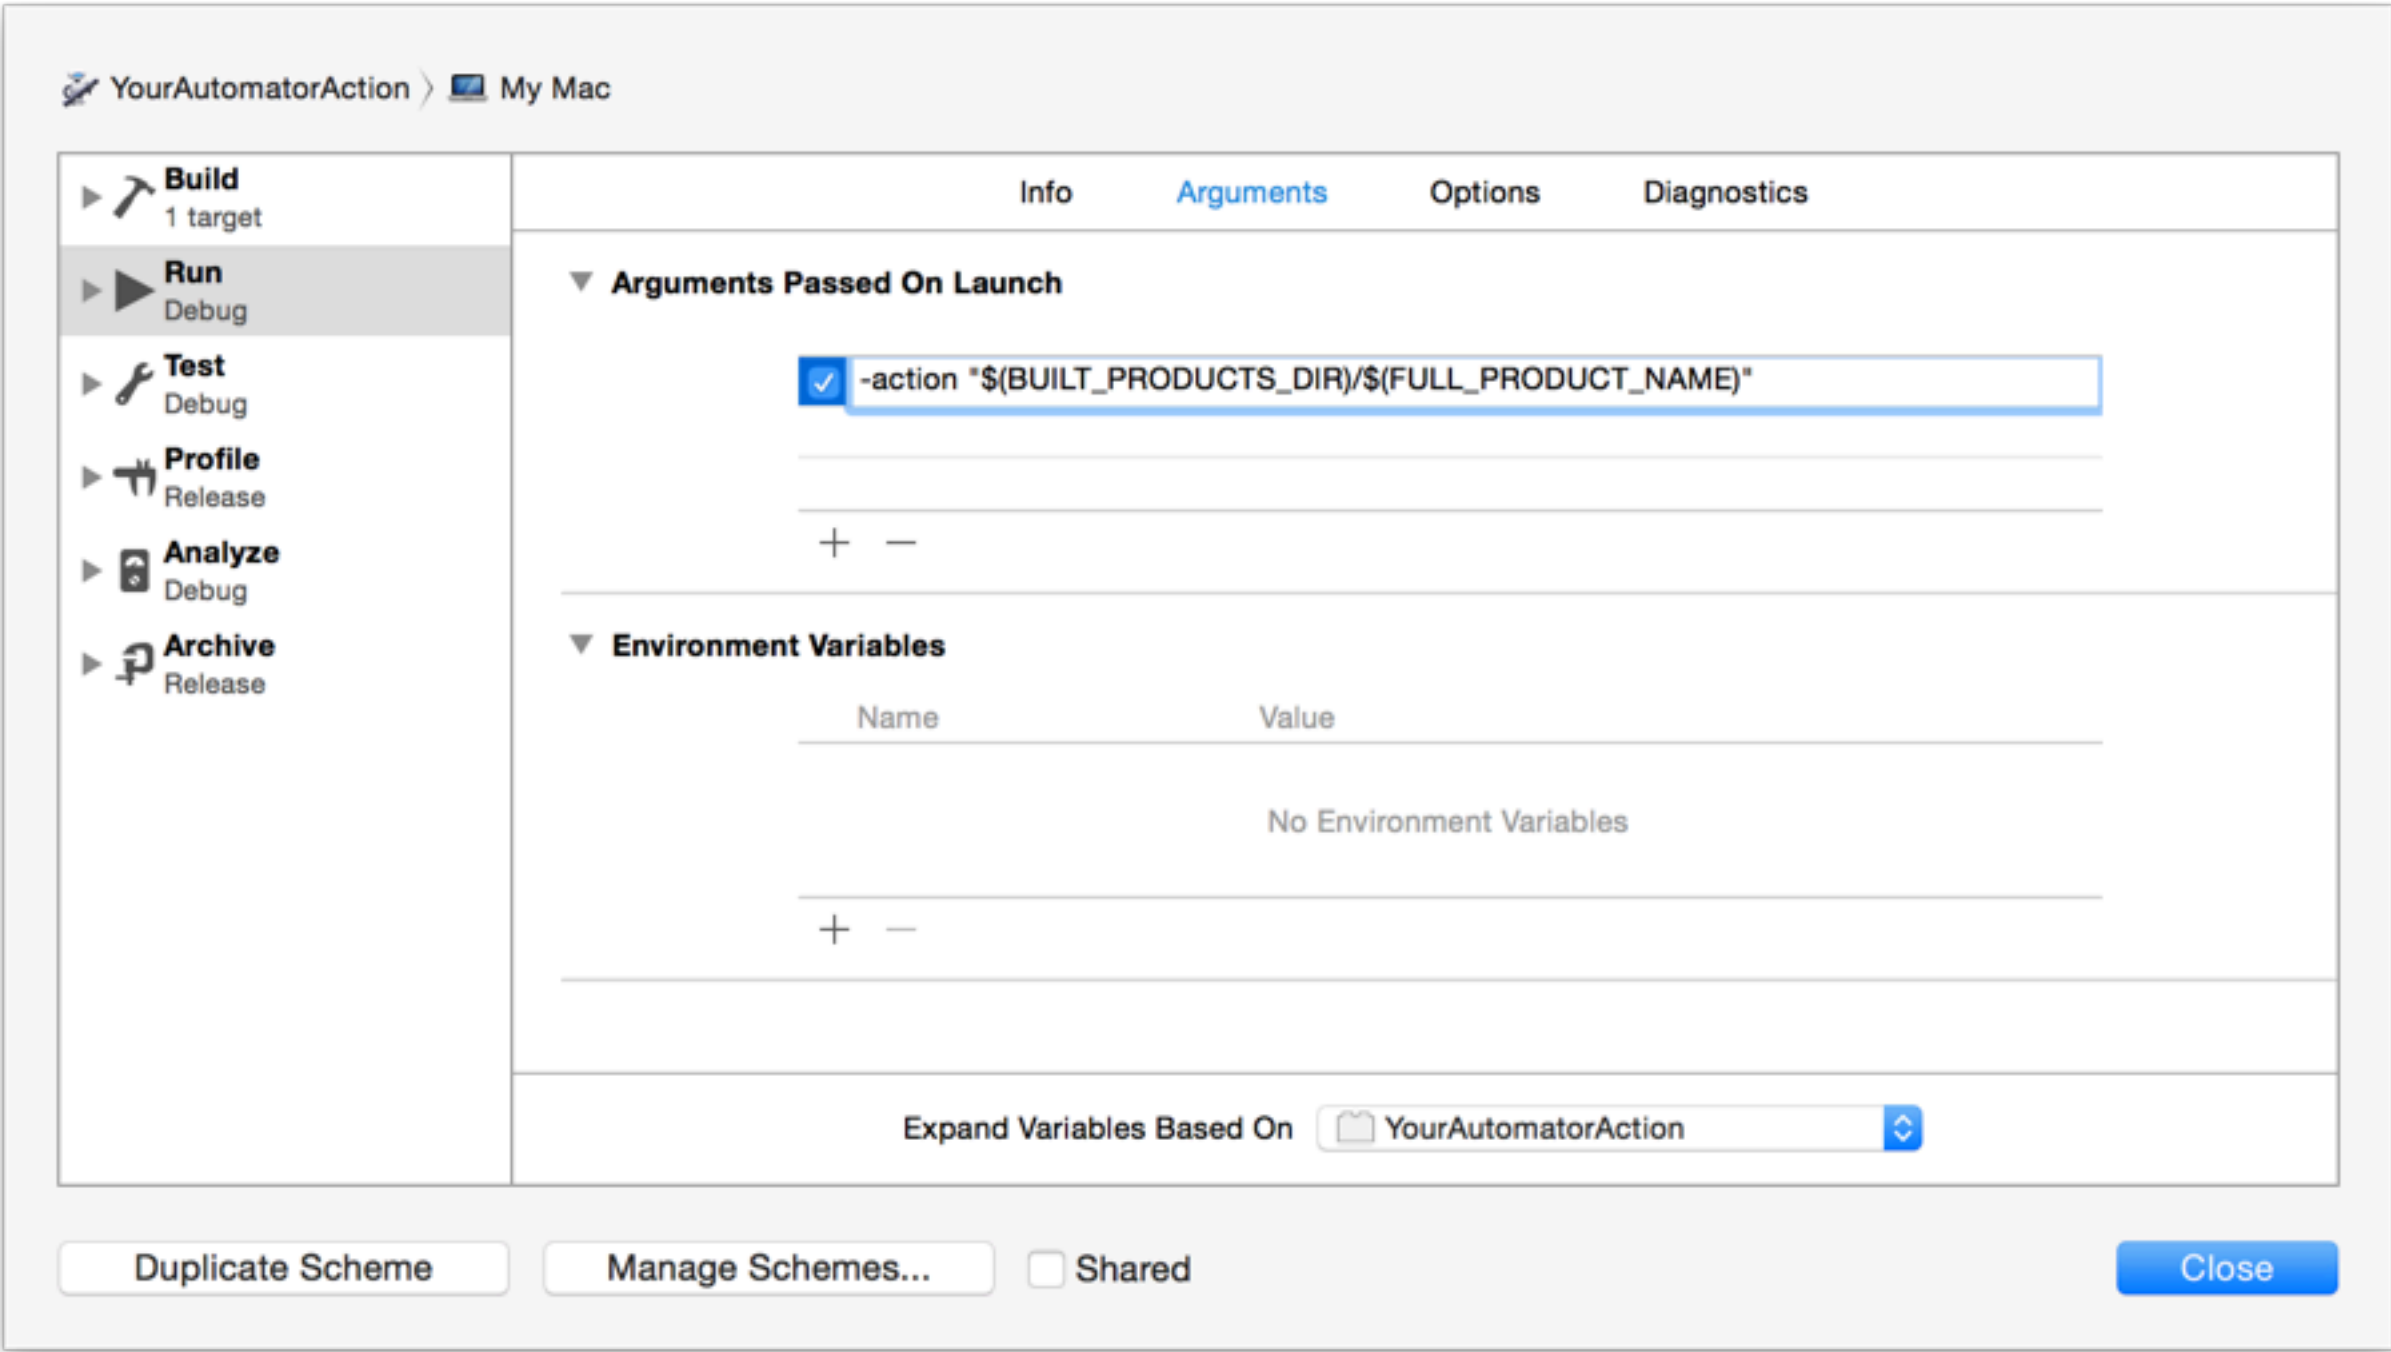 YourAutomatorAction My Mac
Build
1 target
Run
Debug
Test
Debug
Profile
Release
Analyze
Debug
Archive
Release
Info Arguments Options Diagnostics
Arguments Passed On Launch
-action "$(BUILT_PRODUCTS_DIR)/$(FULL_PRODUCT_NAME)"
Environment Variables
Name Value
No Environment Variables
Expand Variables Based On YourAutomatorAction
Duplicate Scheme Manage Schemes... Shared Close